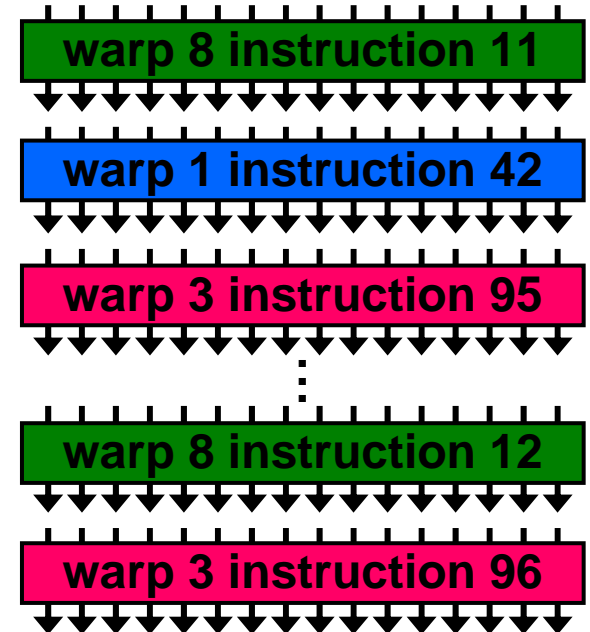 warp 8 instruction 11
warp 1 instruction 42
warp 3 instruction 95
⋮
warp 8 instruction 12
warp 3 instruction 96